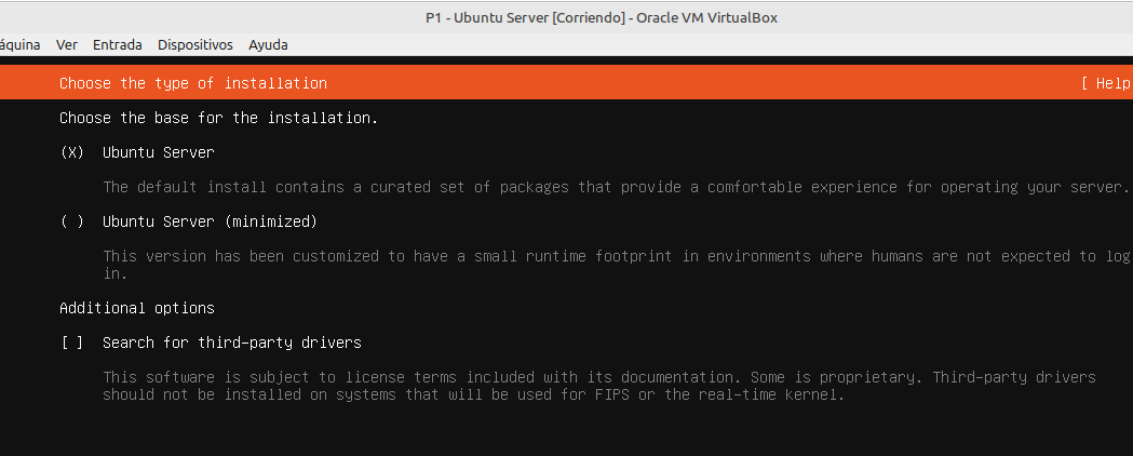 P1 - Ubuntu Server [Corriendo] - Oracle VM VirtualBox
áquina Ver Entrada Dispositivos Ayuda
Choose the type of installation [ Help
Choose the base for the installation.
(X) Ubuntu Server
The default install contains a curated set of packages that provide a comfortable experience for operating your server.
( ) Ubuntu Server (minimized)
This version has been customized to have a small runtime footprint in environments where humans are not expected to log
in.
Additional options
[ ] Search for third-party drivers
This software is subject to license terms included with its documentation. Some is proprietary. Third-party drivers
should not be installed on systems that will be used for FIPS or the real-time kernel.